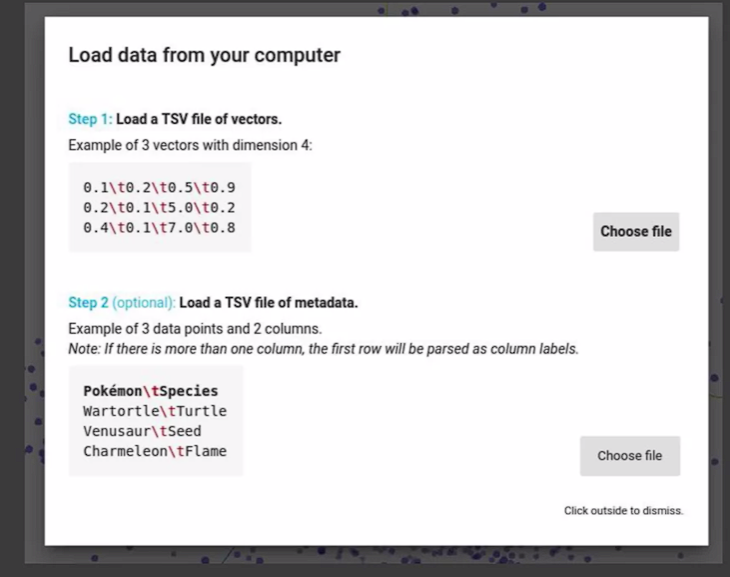 Load data from your computer
Step 1: Load a TSV file of vectors.
Example of 3 vectors with dimension 4:
0.1\t0.2\t0.5\t0.9
0.2\t0.1\t5.0\t0.2
0.4\t0.1\t7.0\t0.8
Choose file
Step 2 (optional): Load a TSV file of metadata.
Example of 3 data points and 2 columns.
Note: If there is more than one column, the first row will be parsed as column labels.
Pokémon\tSpecies
Wartortle\tTurtle
Venusaur\tSeed
Charmeleon\tFlame
Choose file
Click outside to dismiss.